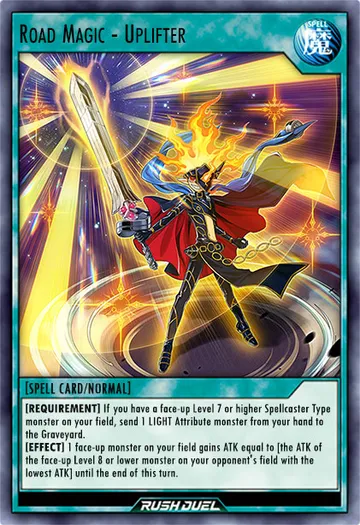 ROAD MAGIC - UPLIFTER
SPELL
魔
[SPELL CARD/NORMAL]
[REQUIREMENT] If you have a face-up Level 7 or higher Spellcaster Type
monster on your field, send 1 LIGHT Attribute monster from your hand to
the Graveyard.
[EFFECT] 1 face-up monster on your field gains ATK equal to [the ATK of
the face-up Level 8 or lower monster on your opponent's field with the
lowest ATK] until the end of this turn.
RUSH DUEL